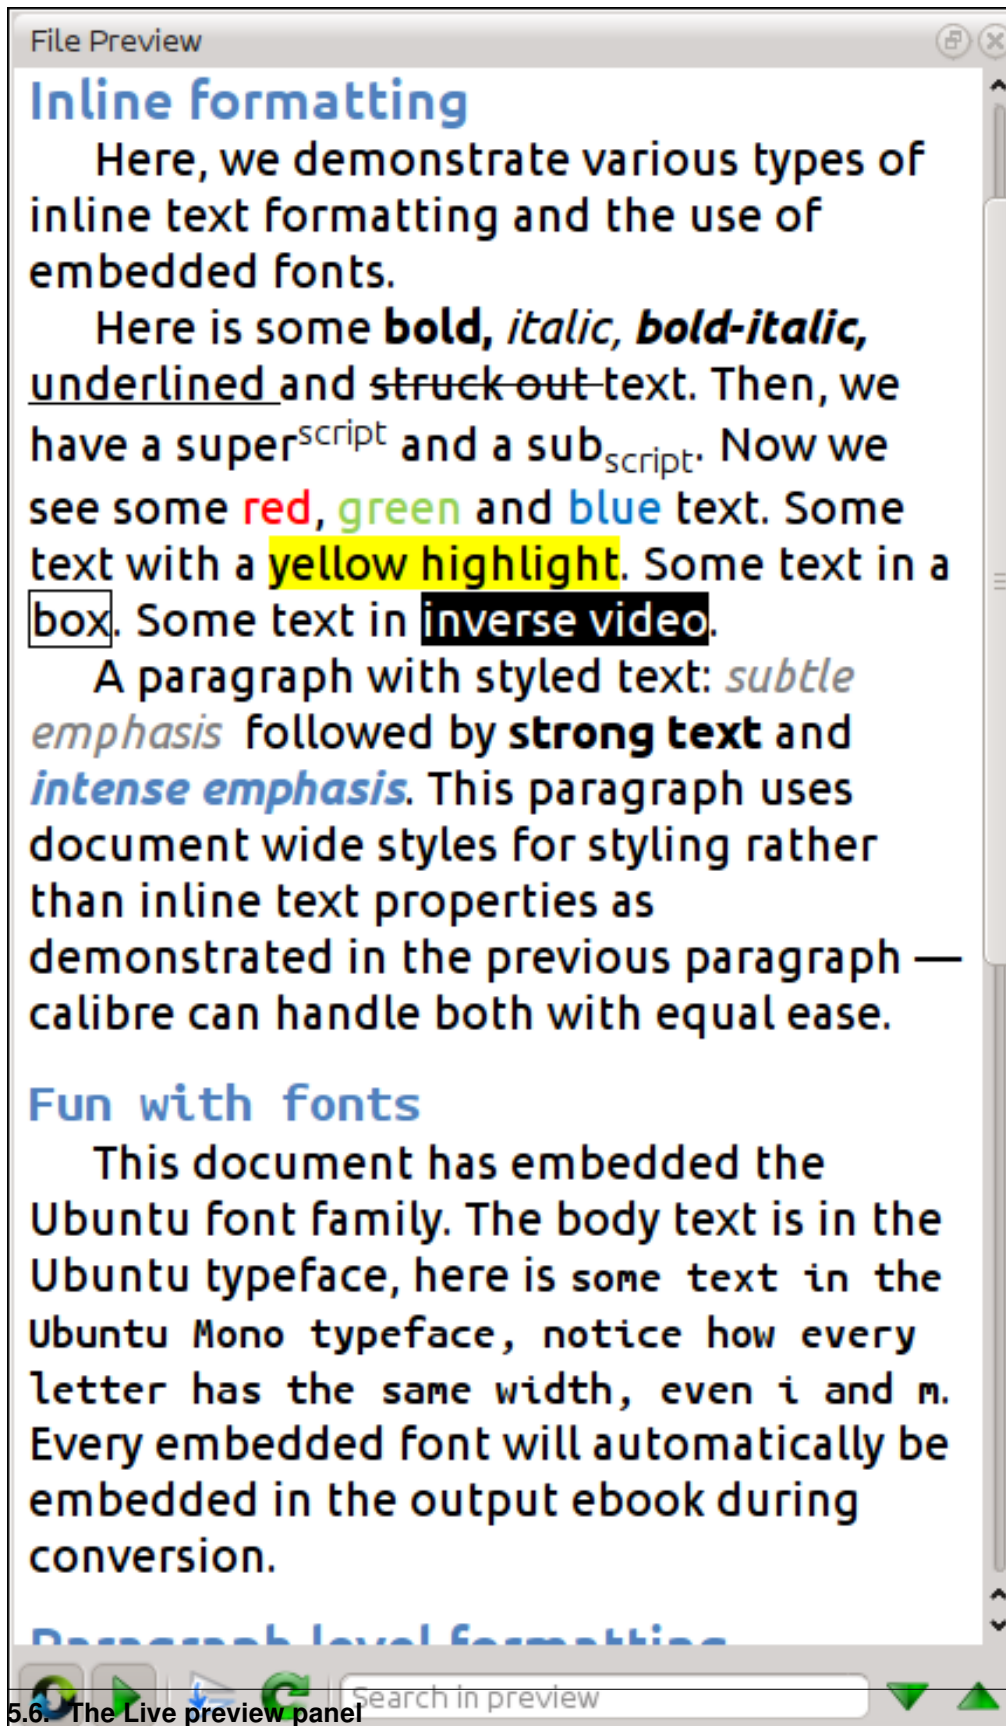 File Preview
Inline formatting
Here, we demonstrate various types of
inline text formatting and the use of
embedded fonts.
Here is some bold, italic, bold-italic,
underlined and struck out text. Then, we
have a superscript and a subscript. Now we
see some red, green and blue text. Some
text with a yellow highlight. Some text in a
box. Some text in inverse video.
A paragraph with styled text: subtle
emphasis followed by strong text and
intense emphasis. This paragraph uses
document wide styles for styling rather
than inline text properties as
demonstrated in the previous paragraph —
calibre can handle both with equal ease.
Fun with fonts
This document has embedded the
Ubuntu font family. The body text is in the
Ubuntu typeface, here is some text in the
Ubuntu Mono typeface, notice how every
letter has the same width, even i and m.
Every embedded font will automatically be
embedded in the output ebook during
conversion.
Paragraph level formatting
Search in preview
5.6. The Live preview panel